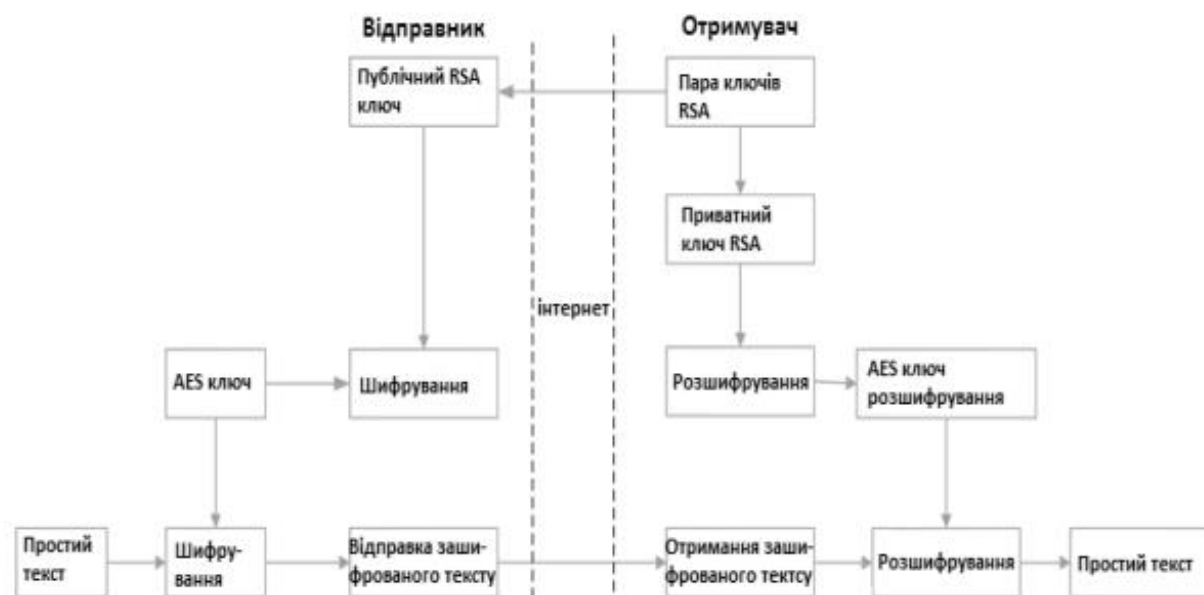 Відправник
Отримувач
Публічний RSA
ключ
Пара ключів
RSA
Приватний
ключ RSA
інтернет
AES ключ
Шифрування
Розшифрування
AES ключ
розшифрування
Простий
текст
Шифру-
вання
Відправка заши-
фрованого тексту
Отримання заши-
фрованого тектсу
Розшифрування
Простий текст